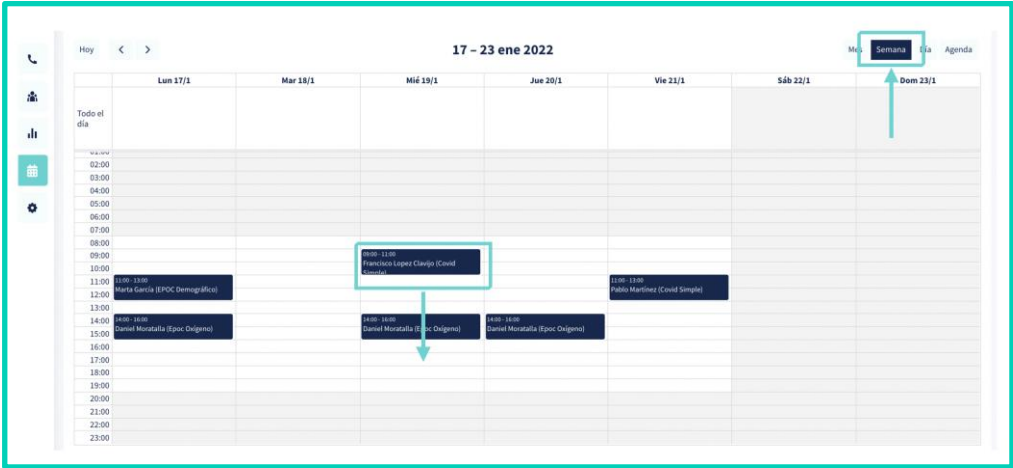 Hoy
17 – 23 ene 2022
Mes Semana Día Agenda
Lun 17/1 Mar 18/1 Mié 19/1 Jue 20/1 Vie 21/1 Sáb 22/1 Dom 23/1
Todo el
día
02:00
03:00
04:00
05:00
06:00
07:00
08:00
09:00
09:00 - 11:00
Francisco Lopez Clavijo (Covid
Simple)
10:00
11:00
11:00 - 13:00
Marta García (EPOC Demográfico)
11:00 - 13:00
Pablo Martínez (Covid Simple)
12:00
13:00
14:00
14:00 - 16:00
Daniel Moratalla (Epoc Oxígeno)
14:00 - 16:00
Daniel Moratalla (Epoc Oxígeno)
14:00 - 16:00
Daniel Moratalla (Epoc Oxígeno)
15:00
16:00
17:00
18:00
19:00
20:00
21:00
22:00
23:00